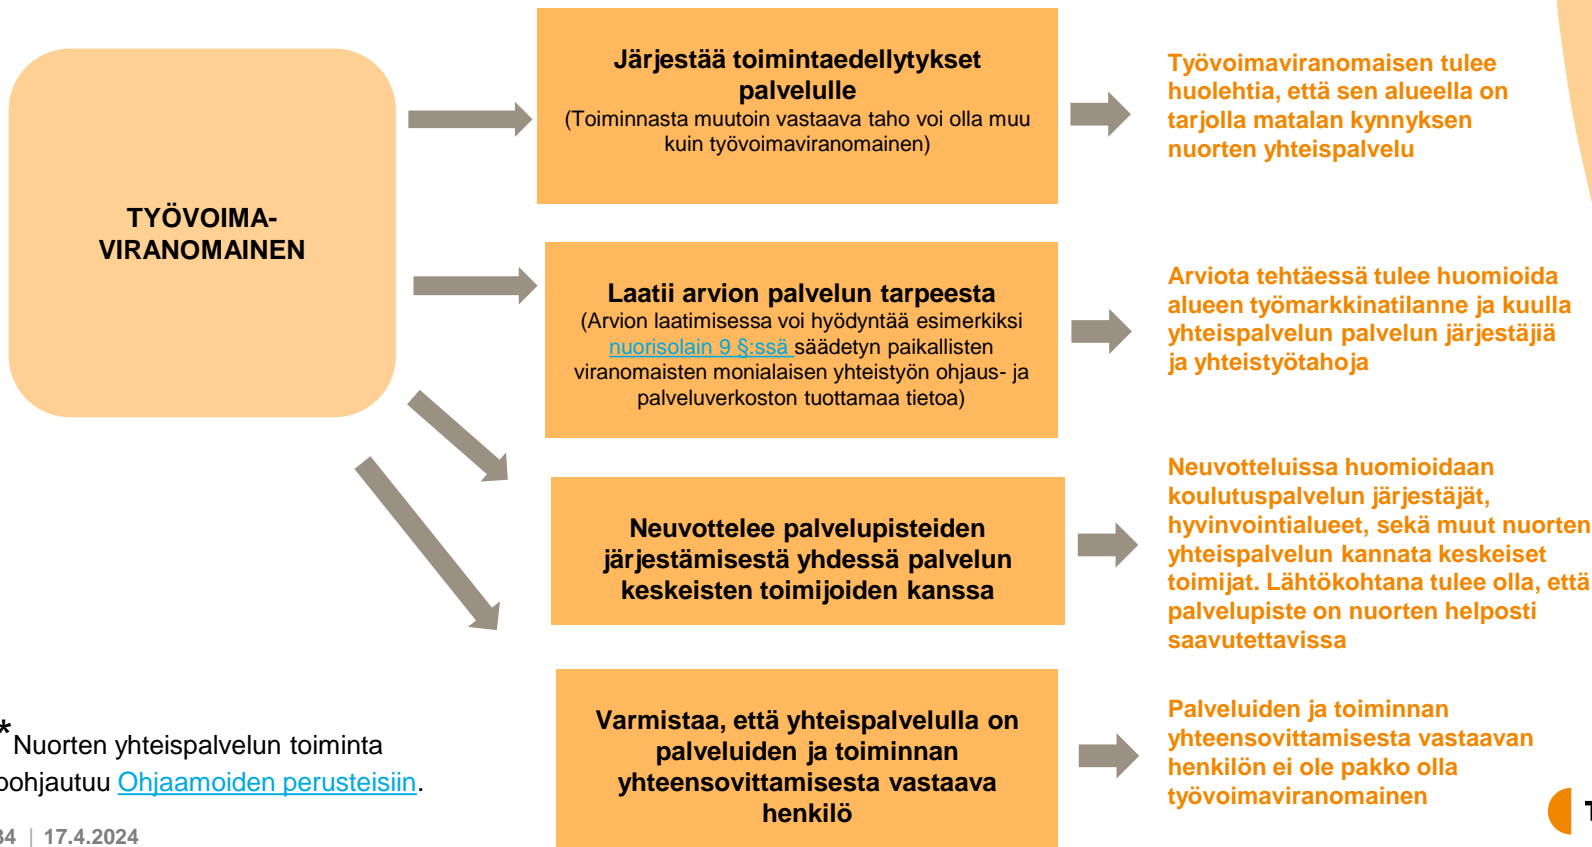 TYÖVOIMA-
VIRANOMAINEN
Järjestää toimintaedellytykset
palvelulle
(Toiminnasta muutoin vastaava taho voi olla muu
kuin työvoimaviranomainen)
Työvoimaviranomaisen tulee
huolehtia, että sen alueella on
tarjolla matalan kynnyksen
nuorten yhteispalvelu
Laatii arvion palvelun tarpeesta
(Arvion laatimisessa voi hyödyntää esimerkiksi
nuorisolain 9 §:ssä säädetyn paikallisten
viranomaisten monialaisen yhteistyön ohjaus- ja
palveluverkoston tuottamaa tietoa)
Arviota tehtäessä tulee huomioida
alueen työmarkkinatilanne ja kuulla
yhteispalvelun palvelun järjestäjiä
ja yhteistyötahoja
Neuvottelee palvelupisteiden
järjestämisestä yhdessä palvelun
keskeisten toimijoiden kanssa
Neuvotteluissa huomioidaan
koulutuspalvelun järjestäjät,
hyvinvointialueet, sekä muut nuorten
yhteispalvelun kannata keskeiset
toimijat. Lähtökohtana tulee olla, että
palvelupiste on nuorten helposti
saavutettavissa
Varmistaa, että yhteispalvelulla on
palveluiden ja toiminnan
yhteensovittamisesta vastaava
henkilö
Palveluiden ja toiminnan
yhteensovittamisesta vastaavan
henkilön ei ole pakko olla
työvoimaviranomainen
*Nuorten yhteispalvelun toiminta
pohjautuu Ohjaamoiden perusteisiin.
34 | 17.4.2024